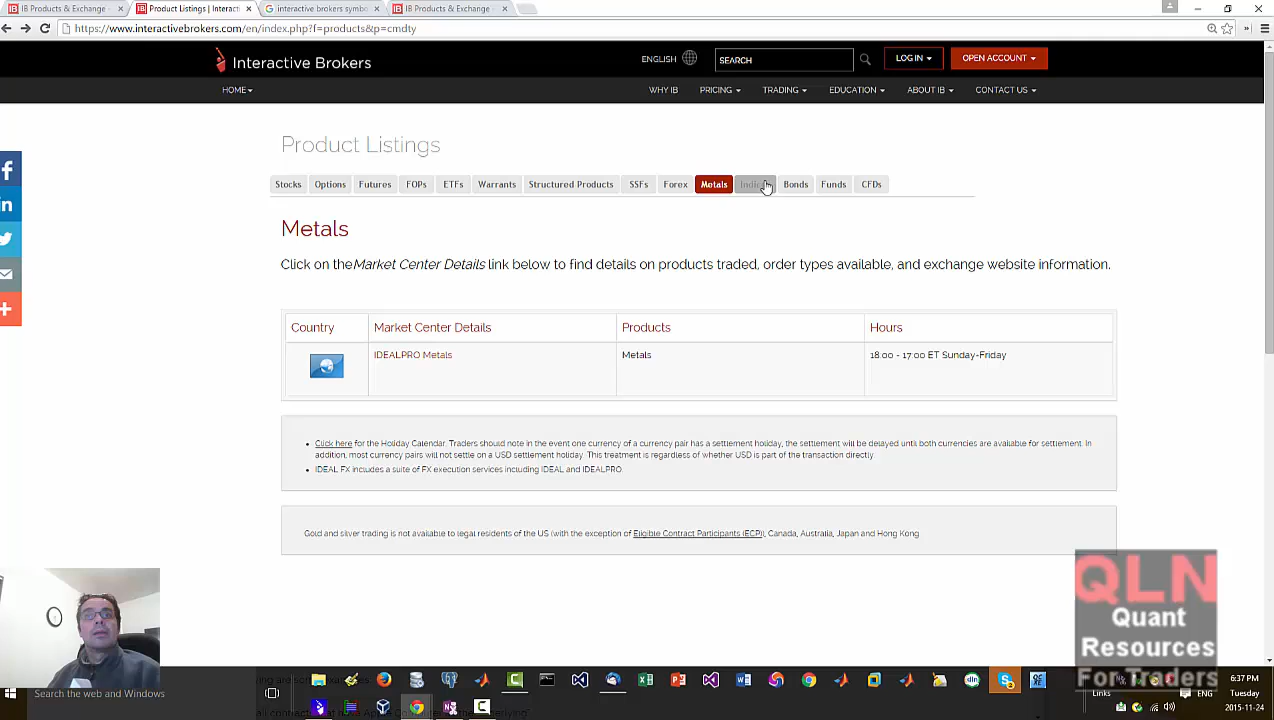 IB Products & Exchange -
Product Listings | Interacti
interactive brokers symbo
IB Products & Exchange -
https://www.interactivebrokers.com/en/index.php?f=products&p=cmdty
Interactive Brokers
ENGLISH
SEARCH
LOG IN
OPEN ACCOUNT
HOME
WHY IB
PRICING
TRADING
EDUCATION
ABOUT IB
CONTACT US
Product Listings
Stocks
Options
Futures
FOPs
ETFs
Warrants
Structured Products
SSFs
Forex
Metals
Bonds
Funds
CFDs
Metals
Click on theMarket Center Details link below to find details on products traded, order types available, and exchange website information.
Country
Market Center Details
Products
Hours
IDEALPRO Metals
Metals
18:00 - 17:00 ET Sunday-Friday
Click here for the Holiday Calendar. Traders should note in the event one currency of a currency pair has a settlement holiday, the settlement will be delayed until both currencies are available for settlement. In
addition, most currency pairs will not settle on a USD settlement holiday. This treatment is regardless of whether USD is part of the transaction directly.
IDEAL FX includes a suite of FX execution services including IDEAL and IDEALPRO
Gold and silver trading is not available to legal residents of the US (with the exception of Eligible Contract Participants (ECP)), Canada, Australia, Japan and Hong Kong
QLN
Quant
Resources
For Traders
Search the web and Windows
Links
ENG
6:37 PM
Tuesday
2015-11-24